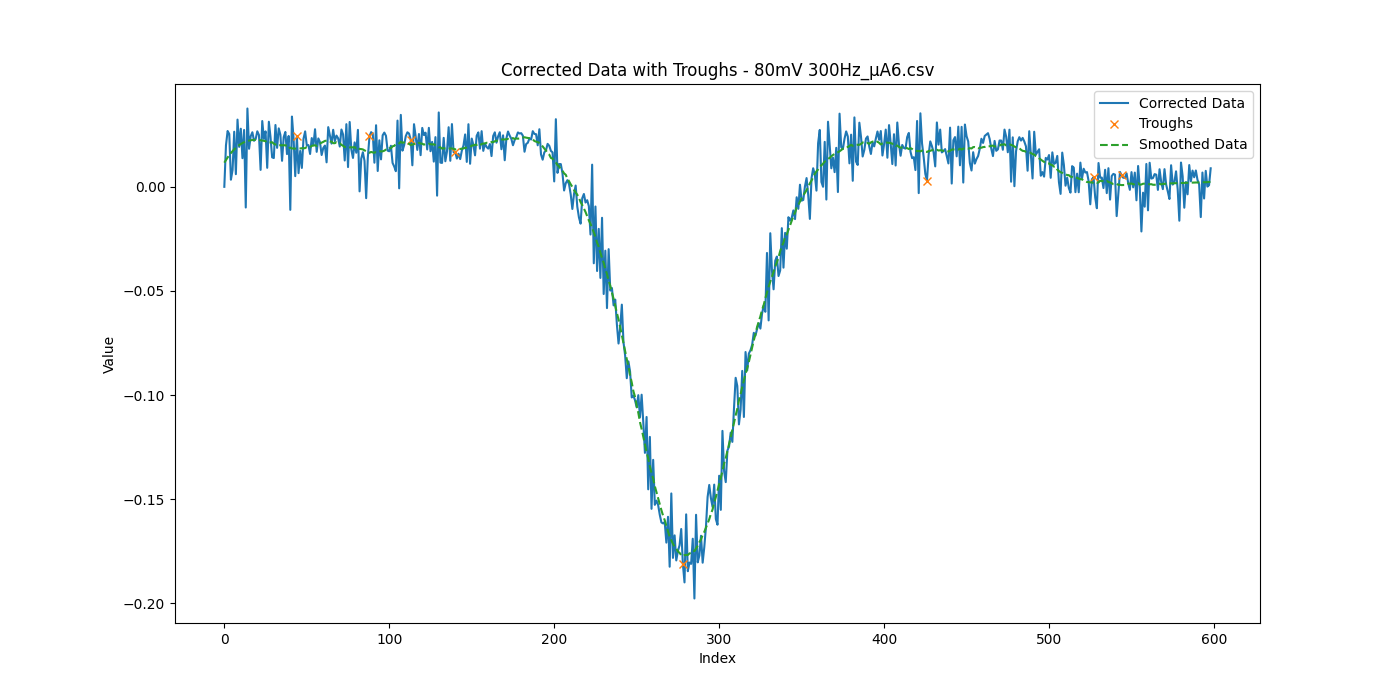 Corrected Data with Troughs - 80mV 300Hz_μA6.csv
Corrected Data
Troughs
Smoothed Data
Value
0.00
−0.05
−0.10
−0.15
−0.20
0 100 200 300 400 500 600
Index